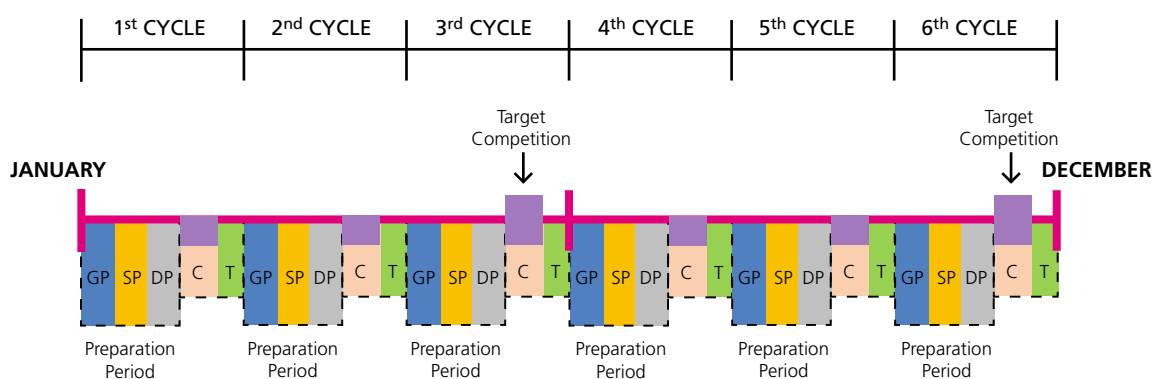 1st CYCLE 2nd CYCLE 3rd CYCLE 4th CYCLE 5th CYCLE 6th CYCLE
Target
Competition
Target
Competition
JANUARY
DECEMBER
GP SP DP C T GP SP DP C T GP SP DP C T GP SP DP C T GP SP DP C T GP SP DP C T
Preparation
Period
Preparation
Period
Preparation
Period
Preparation
Period
Preparation
Period
Preparation
Period